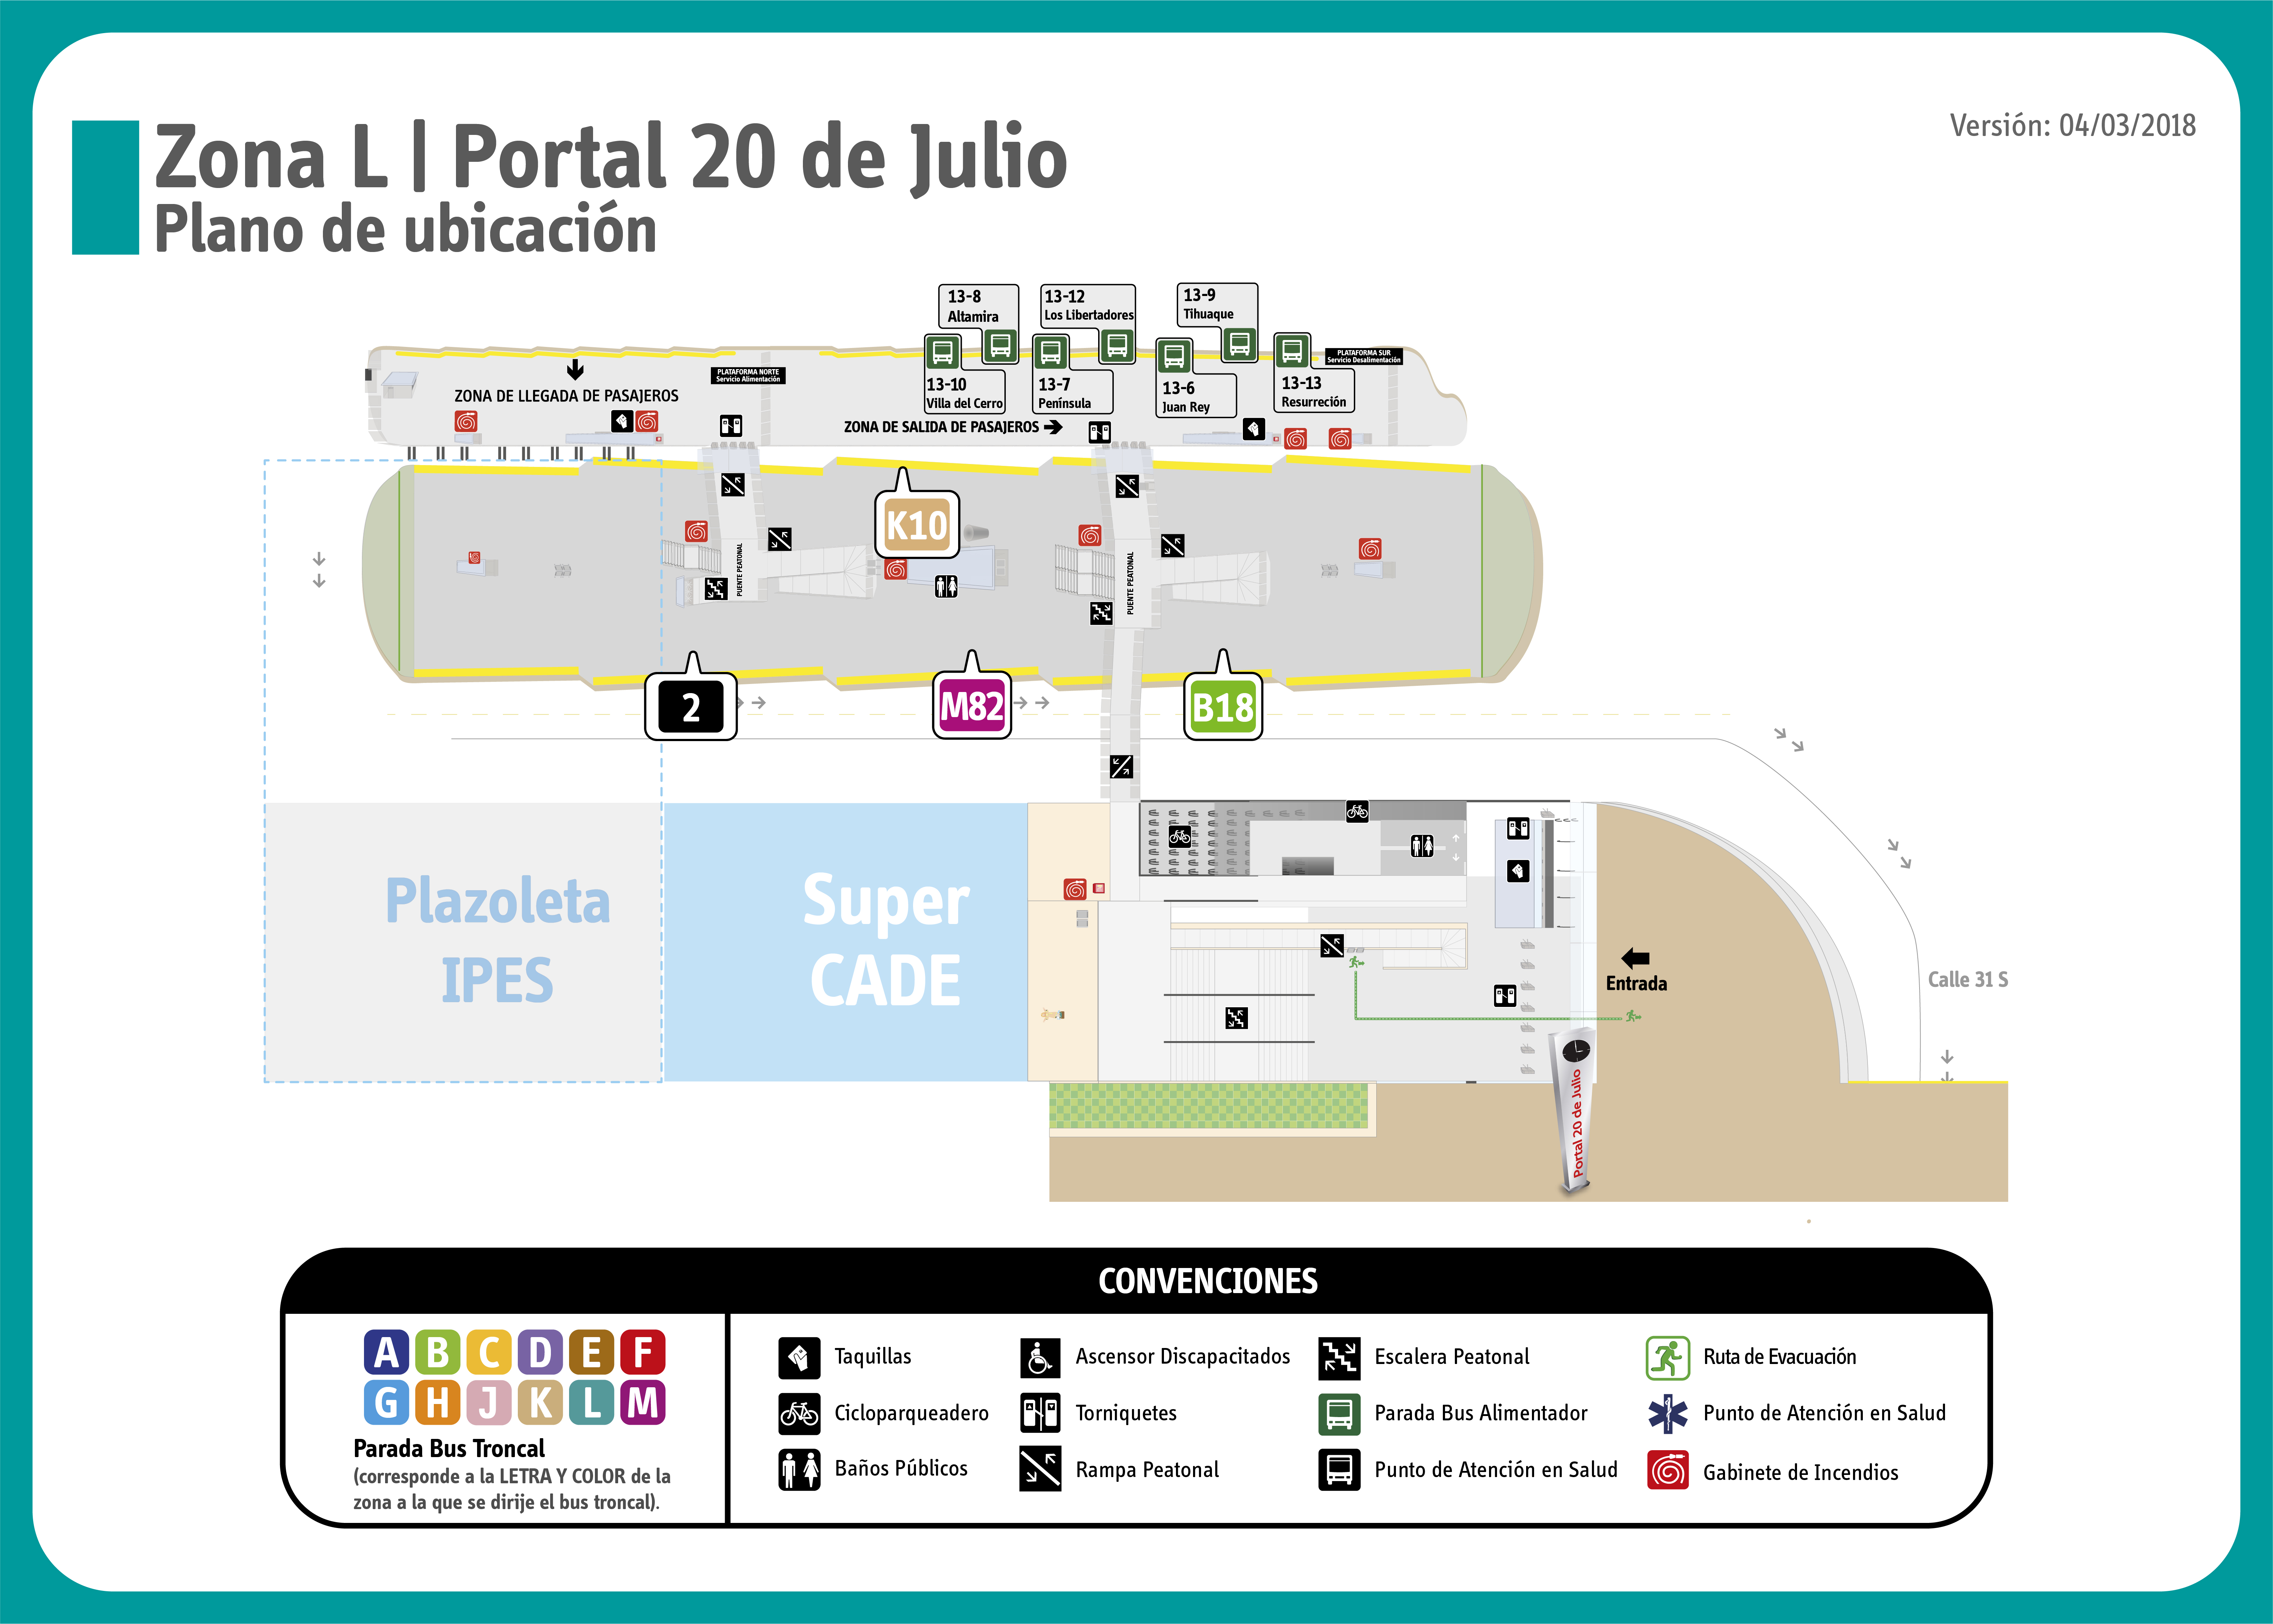 Zona L | Portal 20 de Julio
Plano de ubicación
Versión: 04/03/2018
13-8
Altamira
13-12
Los Libertadores
13-9
Tihuaque
PLATAFORMA NORTE
Servicio Alimentación
PLATAFORMA SUR
Servicio Desalimentación
ZONA DE LLEGADA DE PASAJEROS
13-10
Villa del Cerro
13-7
Península
13-6
Juan Rey
13-13
Resurreción
ZONA DE SALIDA DE PASAJEROS
K10
PUENTE PEATONAL
PUENTE PEATONAL
2
M82
B18
Plazoleta
IPES
Super
CADE
Entrada
Calle 31 S
Portal 20 de Julio
CONVENCIONES
A B C D E F
G H J K L M
Parada Bus Troncal
(corresponde a la LETRA Y COLOR de la
zona a la que se dirije el bus troncal).
Taquillas
Cicloparqueadero
Baños Públicos
Ascensor Discapacitados
Torniquetes
Rampa Peatonal
Escalera Peatonal
Parada Bus Alimentador
Punto de Atención en Salud
Ruta de Evacuación
Punto de Atención en Salud
Gabinete de Incendios